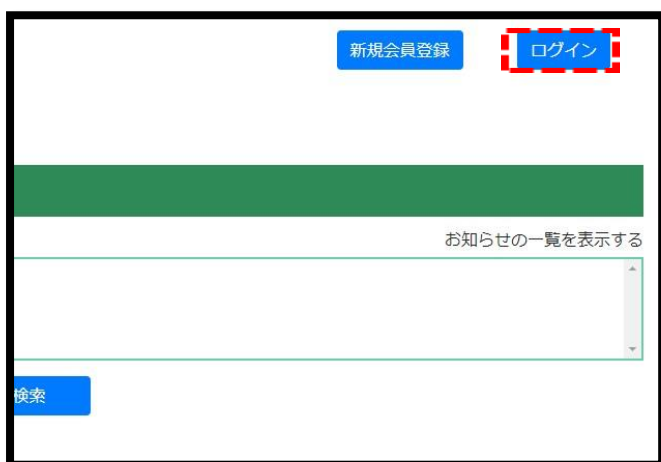 新規会員登録
ログイン
お知らせの一覧を表示する
検索